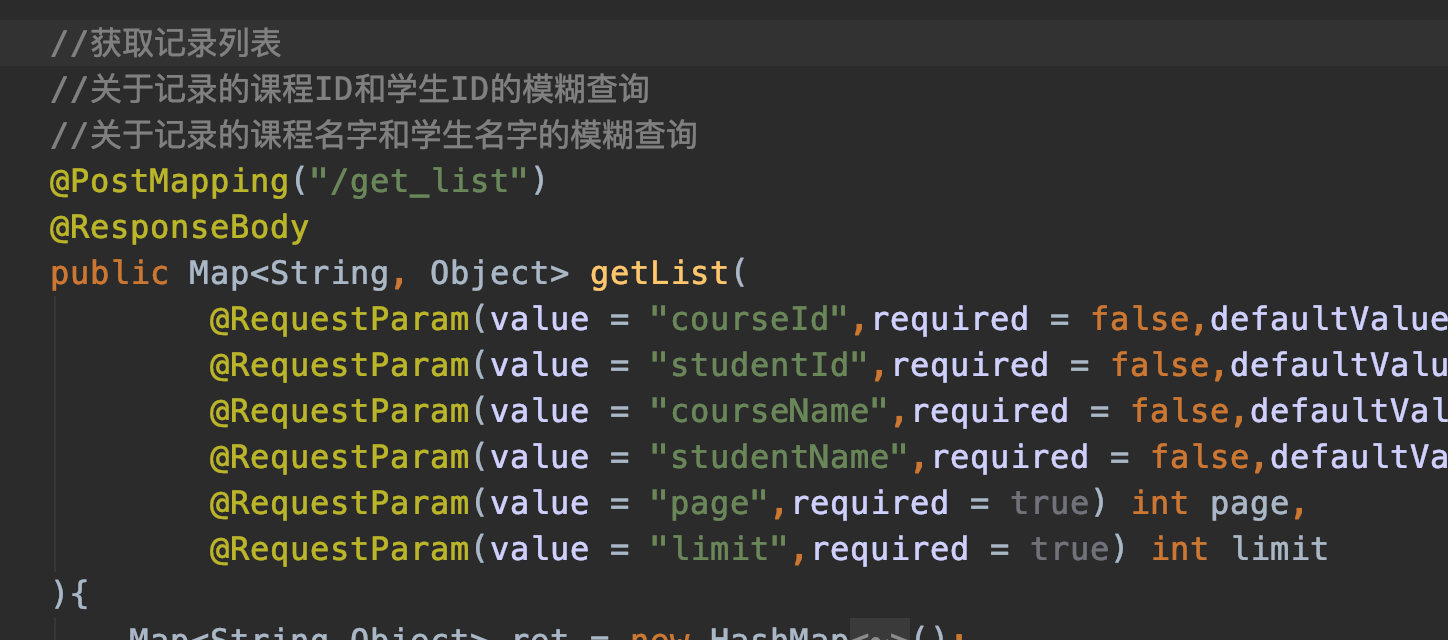 //获取记录列表
//关于记录的课程ID和学生ID的模糊查询
//关于记录的课程名字和学生名字的模糊查询
@PostMapping("/get_list")
@ResponseBody
public Map<String, Object> getList(
@RequestParam(value = "courseId",required = false,defaultValue
@RequestParam(value = "studentId",required = false,defaultValu
@RequestParam(value = "courseName",required = false,defaultVal
@RequestParam(value = "studentName",required = false,defaultVa
@RequestParam(value = "page",required = true) int page,
@RequestParam(value = "limit",required = true) int limit
){
Map<String,Object> ret = new HashMap<~>();